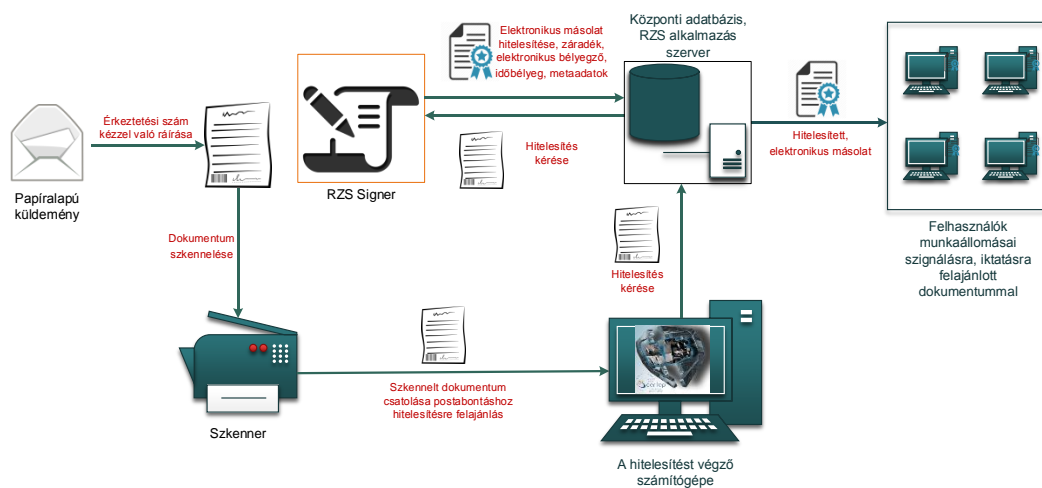 Elektronikus másolat
hitelesítése, záradék,
elektronikus bélyegző,
időbélyeg, metaadatok
Központi adatbázis,
RZS alkalmazás
szerver
Érkeztetési szám
kézzel való ráírása
Hitelesítés
kérése
Hitelesített,
elektronikus másolat
Papíralapú
küldemény
RZS Signer
Dokumentum
szkennelése
Hitelesítés
kérése
Felhasználók
munkaállomásai
szignálásra, iktatásra
felajánlott
dokumentummal
Szkennelt dokumentum
csatolása postabontáshoz
hitelesítésre felajánlás
Szkenner
A hitelesítést végző
számítógépe